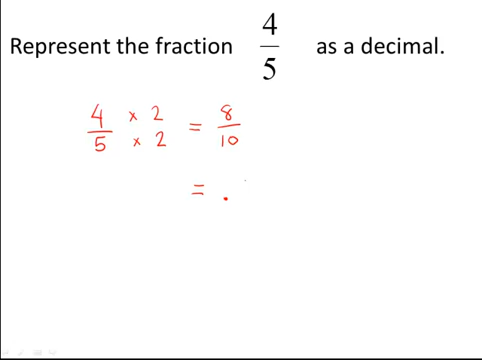 Represent the fraction 4/5 as a decimal.
4/5 × 2 / × 2 = 8/10
= .